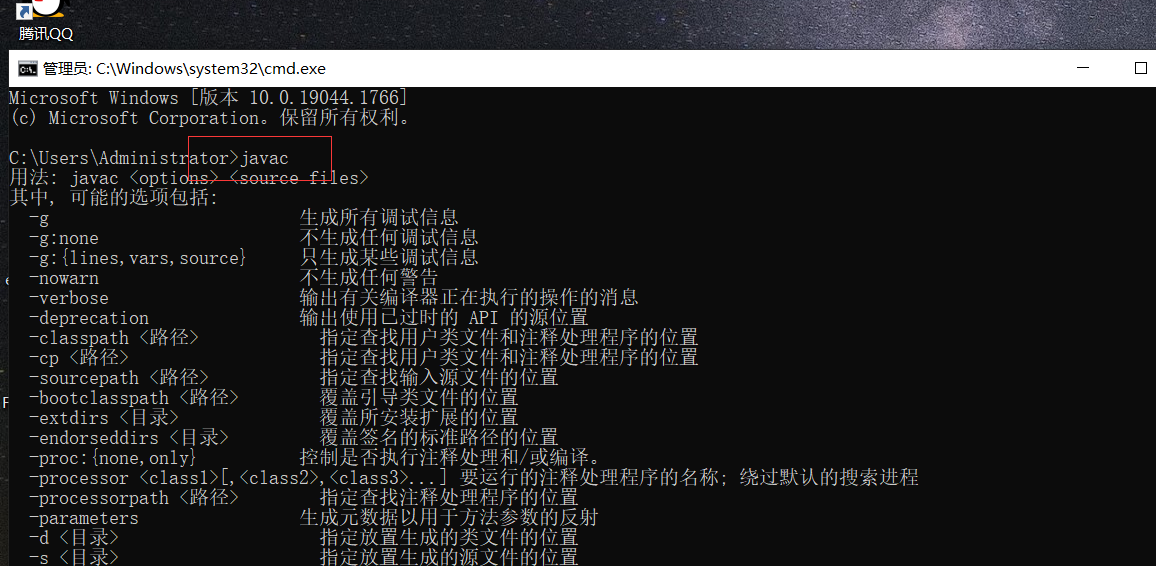 腾讯QQ
管理员: C:\Windows\system32\cmd.exe
Microsoft Windows [版本 10.0.19044.1766]
(c) Microsoft Corporation。保留所有权利。
C:\Users\Administrator>javac
用法: javac <options> <source files>
其中, 可能的选项包括:
-g 生成所有调试信息
-g:none 不生成任何调试信息
-g:{lines,vars,source} 只生成某些调试信息
-nowarn 不生成任何警告
-verbose 输出有关编译器正在执行的操作的消息
-deprecation 输出使用已过时的 API 的源位置
-classpath <路径> 指定查找用户类文件和注释处理程序的位置
-cp <路径> 指定查找用户类文件和注释处理程序的位置
-sourcepath <路径> 指定查找输入源文件的位置
-bootclasspath <路径> 覆盖引导类文件的位置
-extdirs <目录> 覆盖所安装扩展的位置
-endorseddirs <目录> 覆盖签名的标准路径的位置
-proc:{none,only} 控制是否执行注释处理和/或编译。
-processor <class1>[,<class2>,<class3>...] 要运行的注释处理程序的名称; 绕过默认的搜索进程
-processorpath <路径> 指定查找注释处理程序的位置
-parameters 生成元数据以用于方法参数的反射
-d <目录> 指定放置生成的类文件的位置
-s <目录> 指定放置生成的源文件的位置